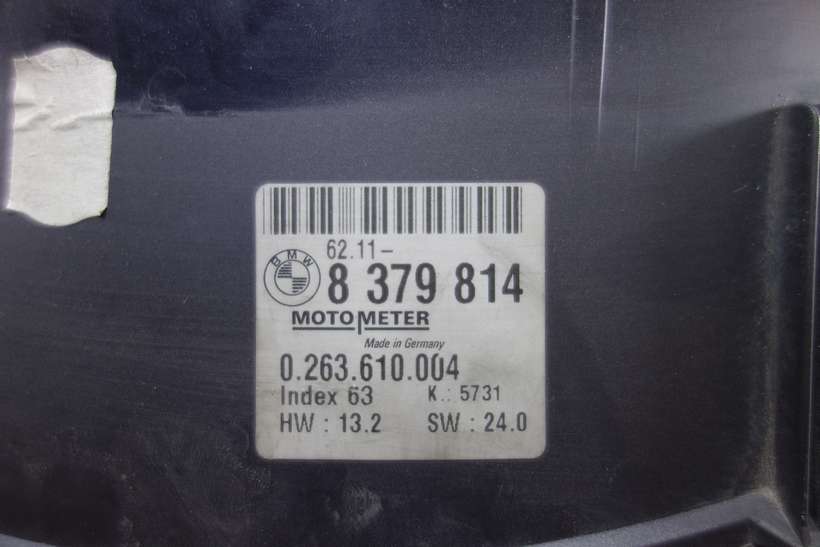 62.11-
BMW
8 379 814
MOTOMETER
Made in Germany
0.263.610.004
Index 63 K.: 5731
HW : 13.2 SW : 24.0